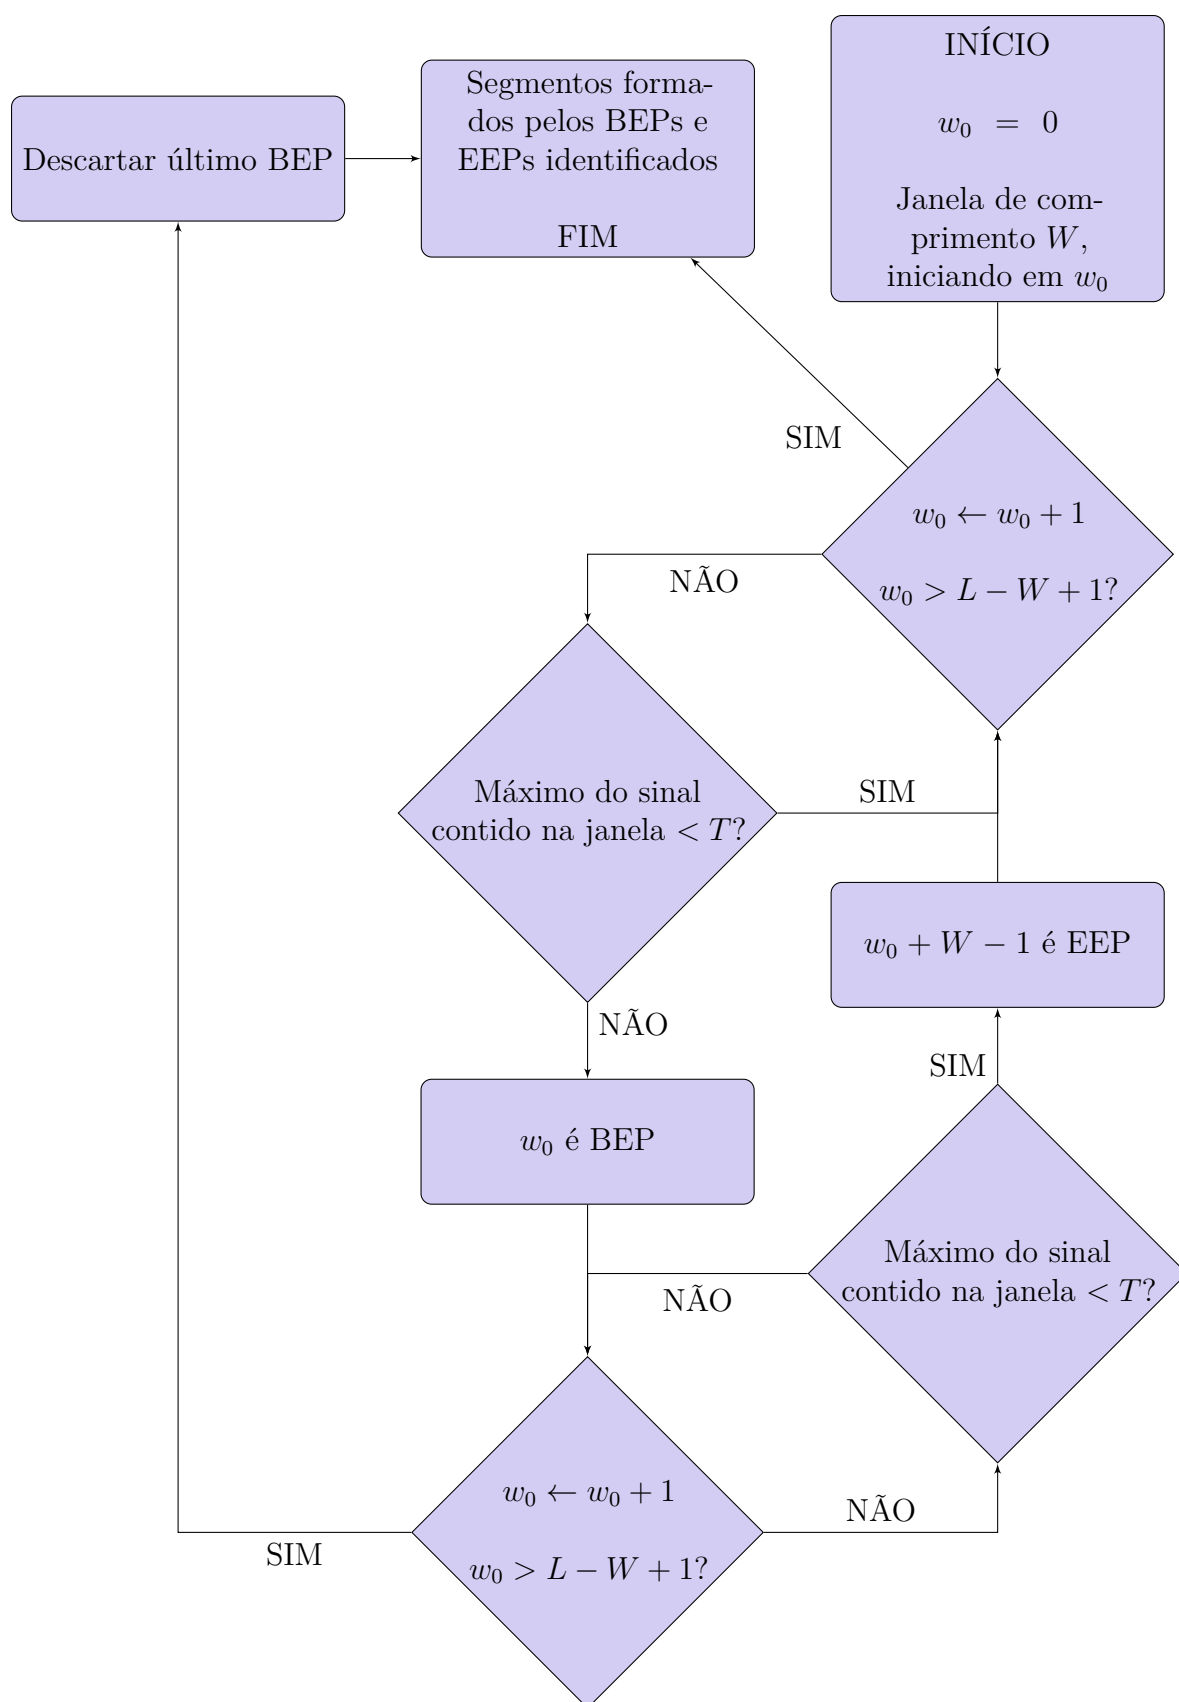 INÍCIO
w₀ = 0
Janela de com-
primento W,
iniciando em w₀
Segmentos forma-
dos pelos BEPs e
EEPs identificados
FIM
Descartar último BEP
SIM
w₀ ← w₀ + 1
w₀ > L − W + 1?
NÃO
Máximo do sinal
contido na janela < T?
SIM
w₀ + W − 1 é EEP
NÃO
SIM
w₀ é BEP
Máximo do sinal
contido na janela < T?
NÃO
w₀ ← w₀ + 1
w₀ > L − W + 1?
NÃO
SIM